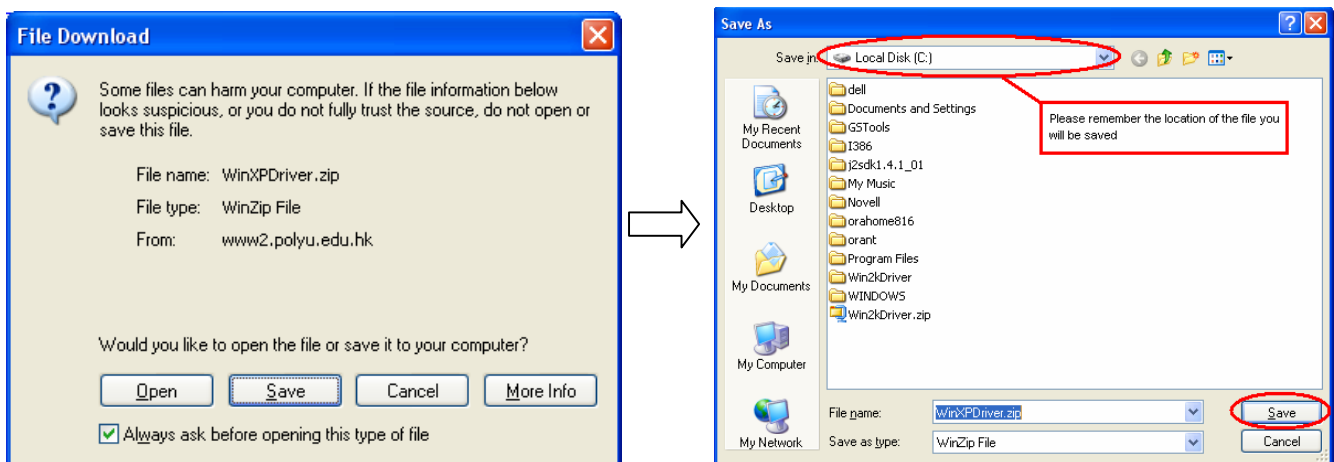 File Download
Some files can harm your computer. If the file information below
looks suspicious, or you do not fully trust the source, do not open or
save this file.
File name: WinXPDriver.zip
File type: WinZip File
From: www2.polyu.edu.hk
Would you like to open the file or save it to your computer?
Open Save Cancel More Info
Always ask before opening this type of file
Save As
Save in: Local Disk (C:)
My Recent
Documents
Desktop
My Documents
My Computer
My Network
dell
Documents and Settings
GSTools
I386
j2sdk1.4.1_01
My Music
Novell
orahome816
orant
Program Files
Win2kDriver
WINDOWS
Win2kDriver.zip
Please remember the location of the file you
will be saved
File name: WinXPDriver.zip Save
Save as type: WinZip File Cancel